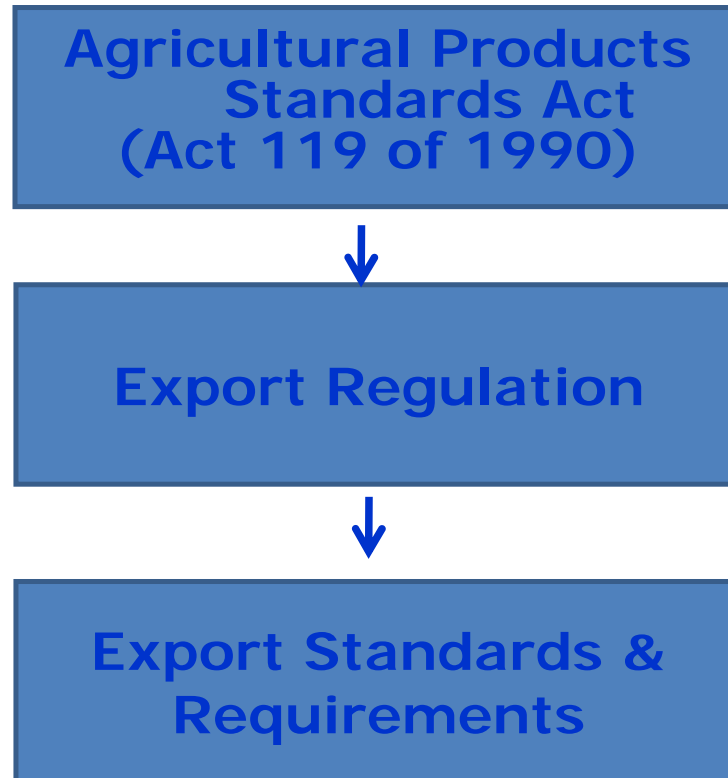 Agricultural Products
Standards Act
(Act 119 of 1990)
Export Regulation
Export Standards &
Requirements